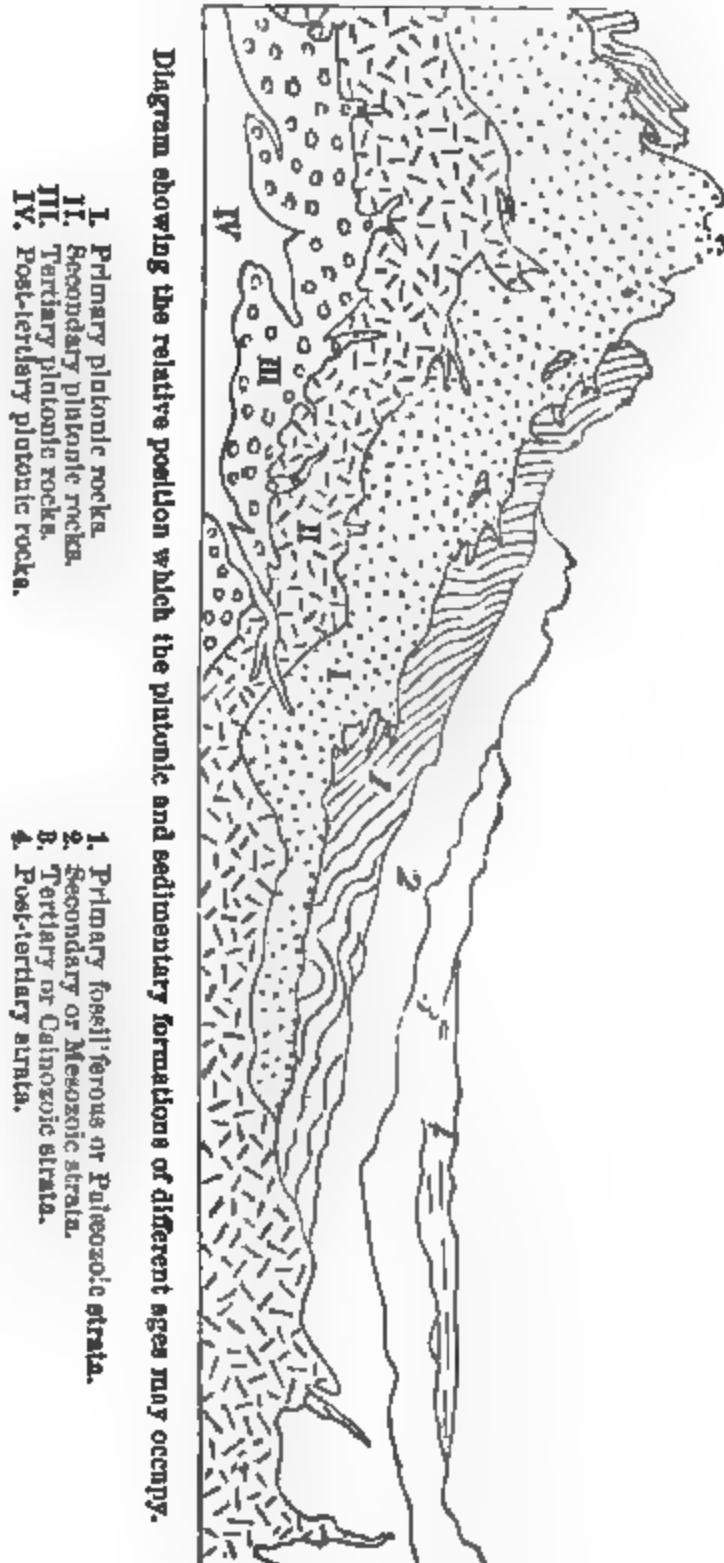 IV
III
II
I
1
2
3
4
Diagram showing the relative position which the plutonic and sedimentary formations of different ages may occupy.
I. Primary plutonic rocks.
II. Secondary plutonic rocks.
III. Tertiary plutonic rocks.
IV. Post-tertiary plutonic rocks.
1. Primary fossil'ferous or Palæozoic strata.
2. Secondary or Mesozoic strata.
3. Tertiary or Cainozoic strata.
4. Post-tertiary strata.